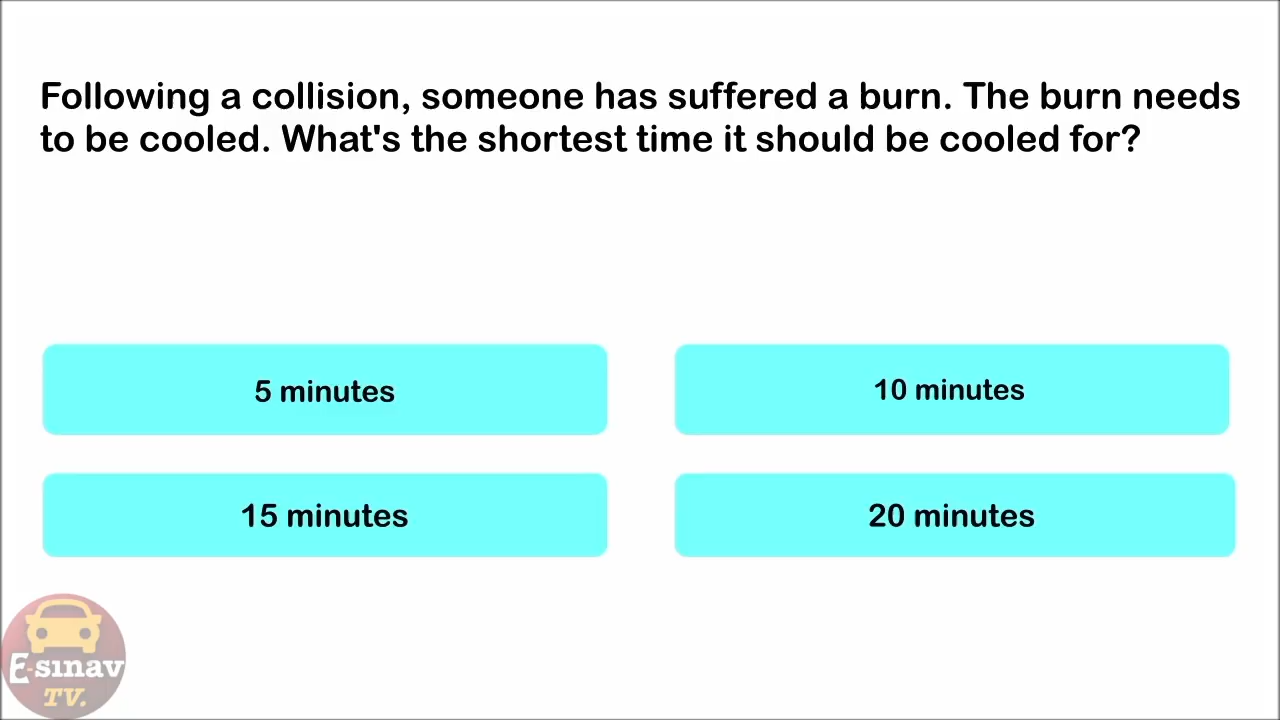 Following a collision, someone has suffered a burn. The burn needs
to be cooled. What's the shortest time it should be cooled for?
5 minutes
10 minutes
15 minutes
20 minutes
E-sınav
TV.